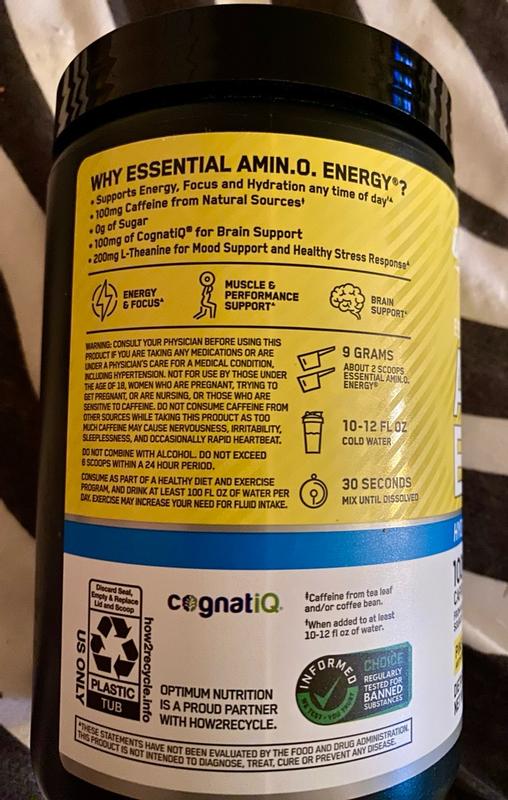 WHY ESSENTIAL AMIN.O. ENERGY®?
• Supports Energy, Focus and Hydration any time of day†▲
• 100mg Caffeine from Natural Sources‡
• 0g of Sugar
• 100mg of CognatiQ® for Brain Support
• 200mg L-Theanine for Mood Support and Healthy Stress Response▲
ENERGY
& FOCUS▲
MUSCLE &
PERFORMANCE
SUPPORT▲
BRAIN
SUPPORT▲
WARNING: CONSULT YOUR PHYSICIAN BEFORE USING THIS
PRODUCT IF YOU ARE TAKING ANY MEDICATIONS OR ARE
UNDER A PHYSICIAN'S CARE FOR A MEDICAL CONDITION,
INCLUDING HYPERTENSION. NOT FOR USE BY THOSE UNDER
THE AGE OF 18, WOMEN WHO ARE PREGNANT, TRYING TO
GET PREGNANT, OR ARE NURSING, OR THOSE WHO ARE
SENSITIVE TO CAFFEINE. DO NOT CONSUME CAFFEINE FROM
OTHER SOURCES WHILE TAKING THIS PRODUCT AS TOO
MUCH CAFFEINE MAY CAUSE NERVOUSNESS, IRRITABILITY,
SLEEPLESSNESS, AND OCCASIONALLY RAPID HEARTBEAT.
DO NOT COMBINE WITH ALCOHOL. DO NOT EXCEED
6 SCOOPS WITHIN A 24 HOUR PERIOD.
CONSUME AS PART OF A HEALTHY DIET AND EXERCISE
PROGRAM, AND DRINK AT LEAST 100 FL OZ OF WATER PER
DAY. EXERCISE MAY INCREASE YOUR NEED FOR FLUID INTAKE.
9 GRAMS
ABOUT 2 SCOOPS
ESSENTIAL AMIN.O.
ENERGY®
10-12 FL OZ
COLD WATER
30 SECONDS
MIX UNTIL DISSOLVED
Discard Seal,
Empty & Replace
Lid and Scoop
PLASTIC
TUB
US ONLY
how2recycle.info
cognatiQ®
OPTIMUM NUTRITION
IS A PROUD PARTNER
WITH HOW2RECYCLE.
‡Caffeine from tea leaf
and/or coffee bean.
†When added to at least
10-12 fl oz of water.
INFORMED
WE TEST • YOU TRUST
CHOICE
REGULARLY
TESTED FOR
BANNED
SUBSTANCES
▲THESE STATEMENTS HAVE NOT BEEN EVALUATED BY THE FOOD AND DRUG ADMINISTRATION.
THIS PRODUCT IS NOT INTENDED TO DIAGNOSE, TREAT, CURE OR PREVENT ANY DISEASE.